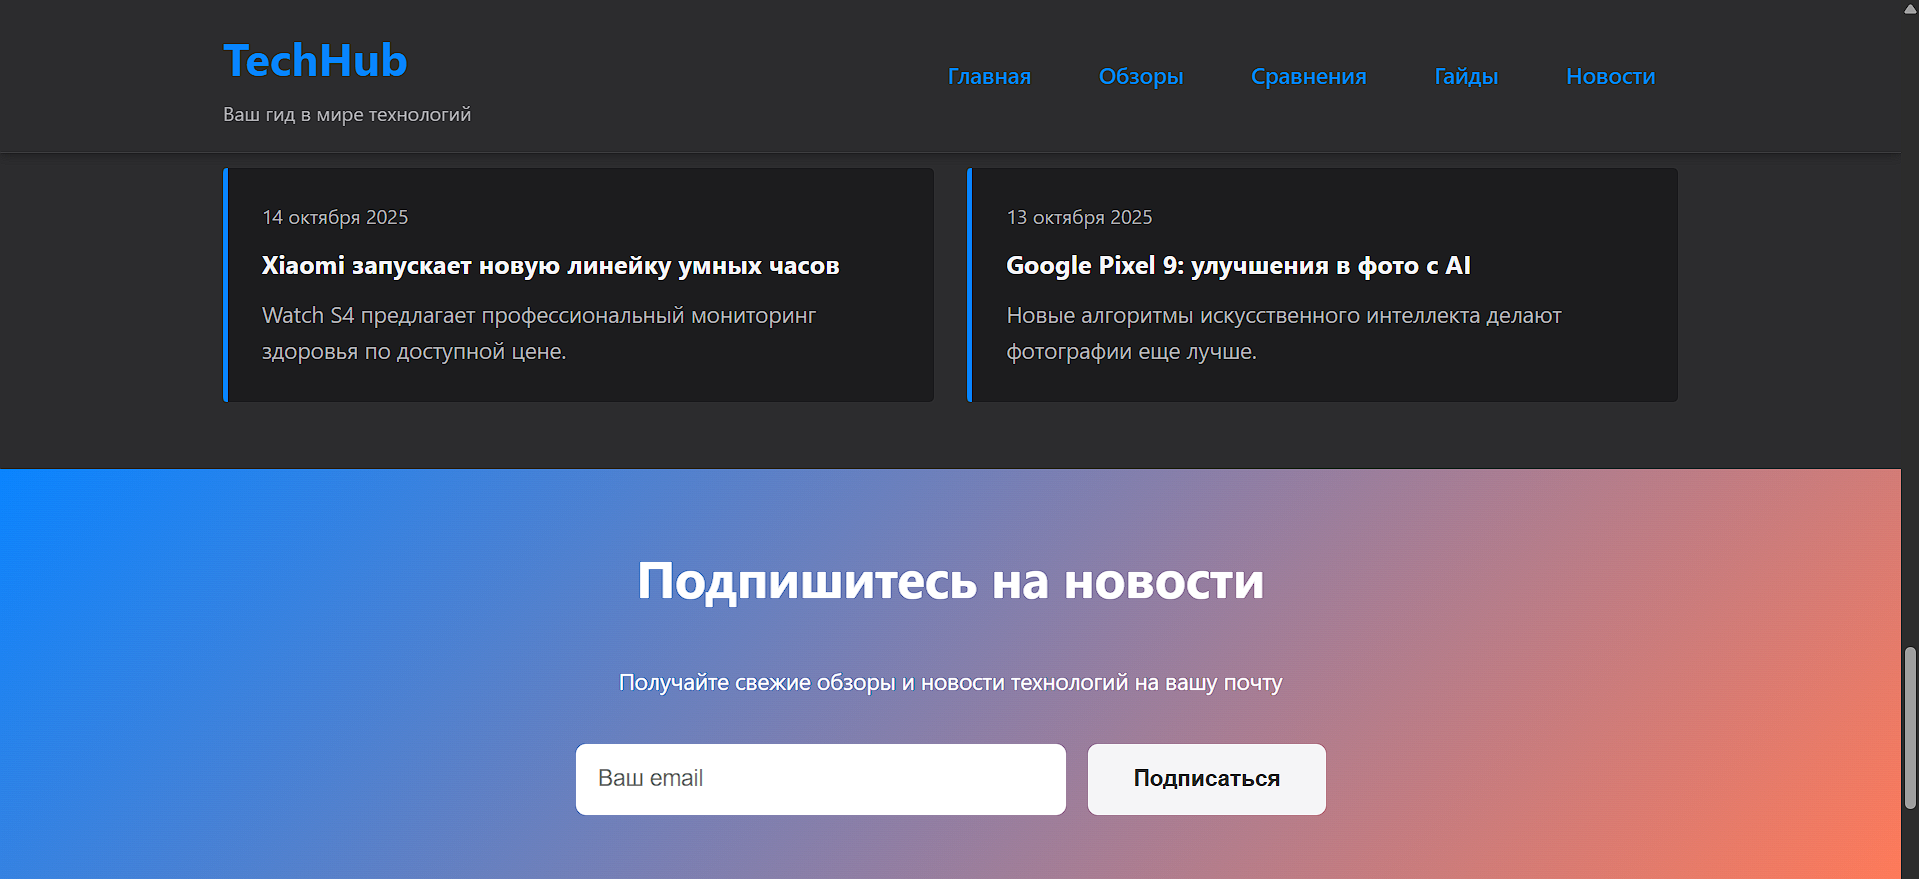 TechHub
Ваш гид в мире технологий
Главная
Обзоры
Сравнения
Гайды
Новости
14 октября 2025
Xiaomi запускает новую линейку умных часов
Watch S4 предлагает профессиональный мониторинг
здоровья по доступной цене.
13 октября 2025
Google Pixel 9: улучшения в фото с AI
Новые алгоритмы искусственного интеллекта делают
фотографии еще лучше.
Подпишитесь на новости
Получайте свежие обзоры и новости технологий на вашу почту
Ваш email
Подписаться